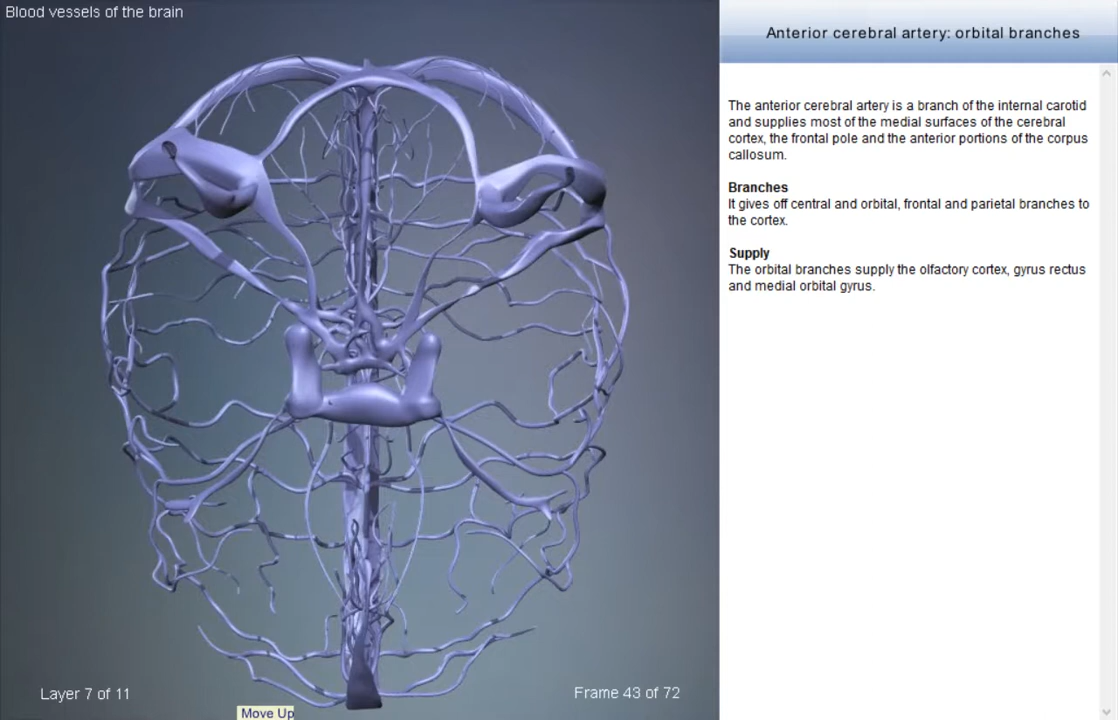 Blood vessels of the brain
Anterior cerebral artery: orbital branches
The anterior cerebral artery is a branch of the internal carotid
and supplies most of the medial surfaces of the cerebral
cortex, the frontal pole and the anterior portions of the corpus
callosum.
Branches
It gives off central and orbital, frontal and parietal branches to
the cortex.
Supply
The orbital branches supply the olfactory cortex, gyrus rectus
and medial orbital gyrus.
Layer 7 of 11
Frame 43 of 72
Move Up